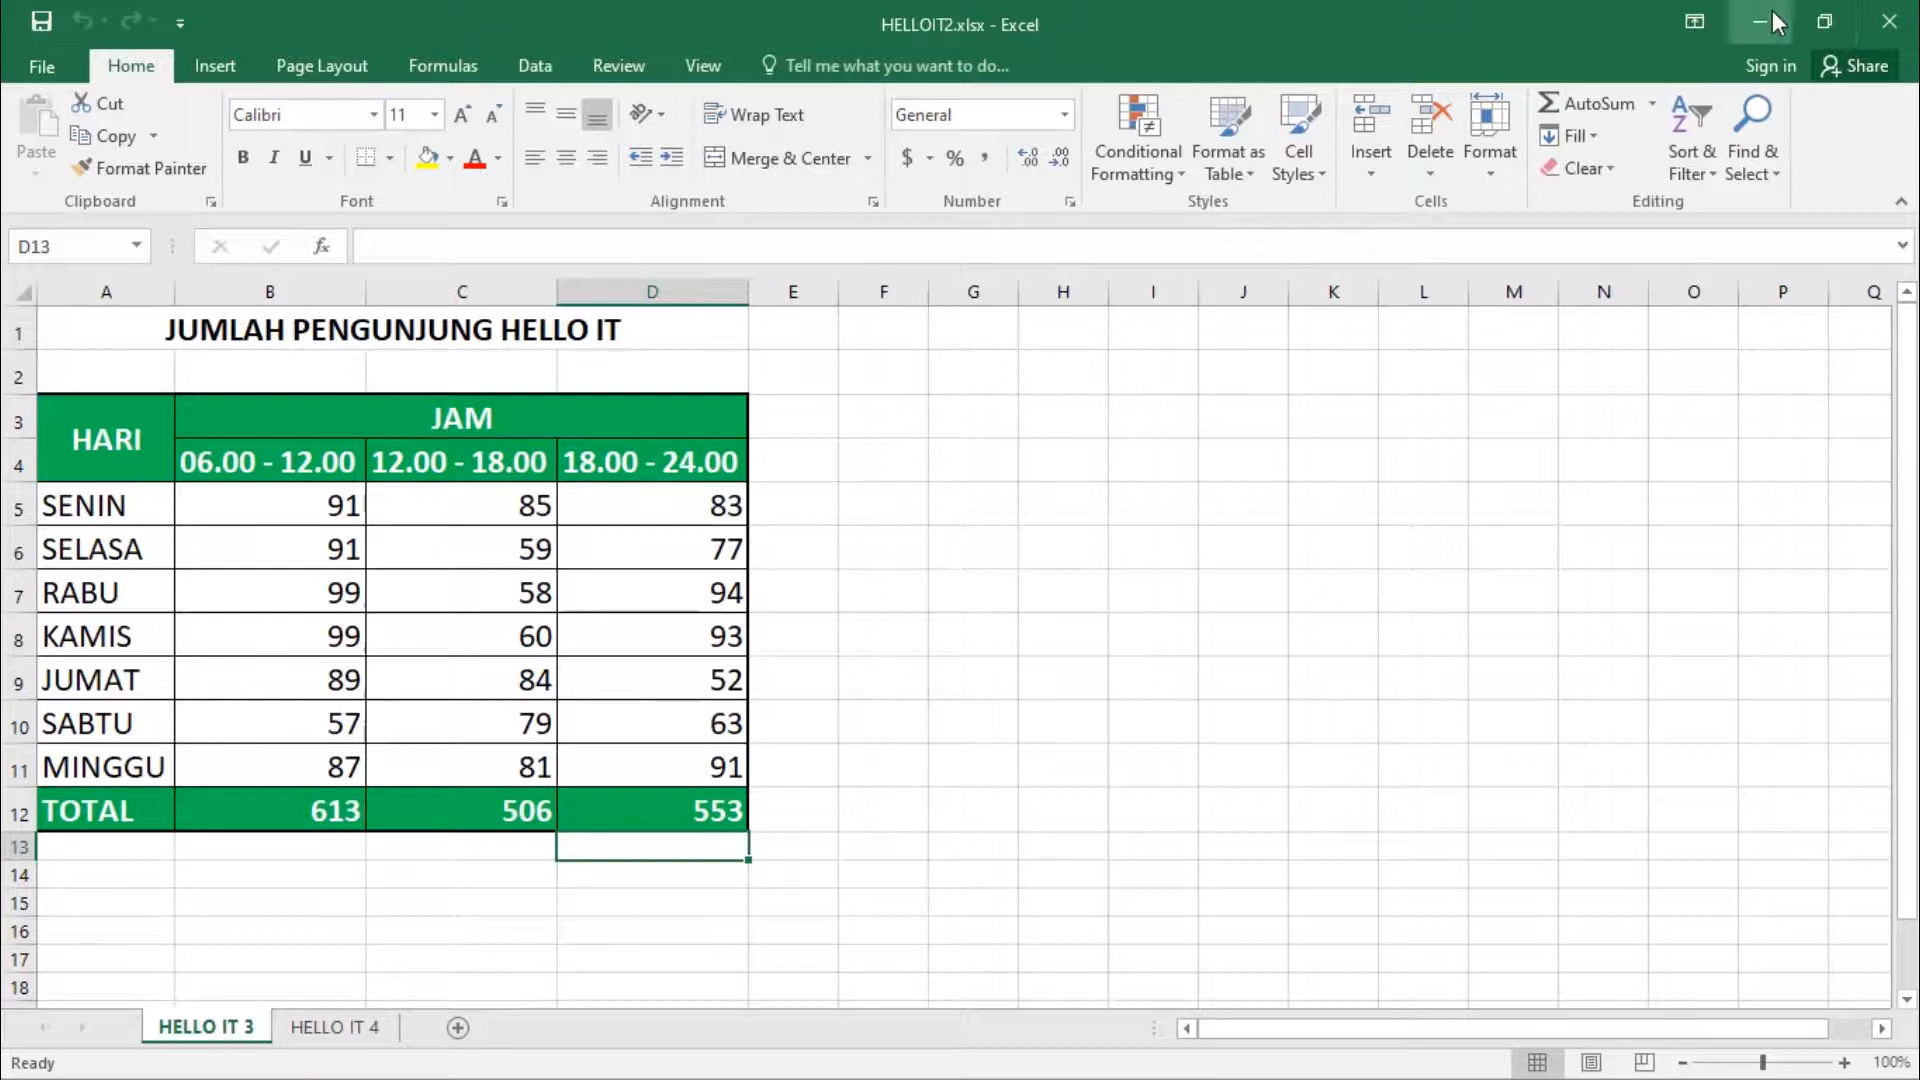 HELLOIT2.xlsx - Excel
File Home Insert Page Layout Formulas Data Review View Tell me what you want to do... Sign in Share
Paste
Cut
Copy
Format Painter
Clipboard
Calibri 11
B I U A
Font
Wrap Text
Merge & Center
Alignment
General
$ % ,
Number
Conditional Formatting
Format as Table
Cell Styles
Styles
Insert Delete Format
Cells
AutoSum
Fill
Clear
Sort & Filter
Find & Select
Editing
D13 fx
A B C D E F G H I J K L M N O P Q
1 JUMLAH PENGUNJUNG HELLO IT
2
3 HARI JAM
4 06.00 - 12.00 12.00 - 18.00 18.00 - 24.00
5 SENIN 91 85 83
6 SELASA 91 59 77
7 RABU 99 58 94
8 KAMIS 99 60 93
9 JUMAT 89 84 52
10 SABTU 57 79 63
11 MINGGU 87 81 91
12 TOTAL 613 506 553
13
14
15
16
17
18
HELLO IT 3 HELLO IT 4
Ready 100%